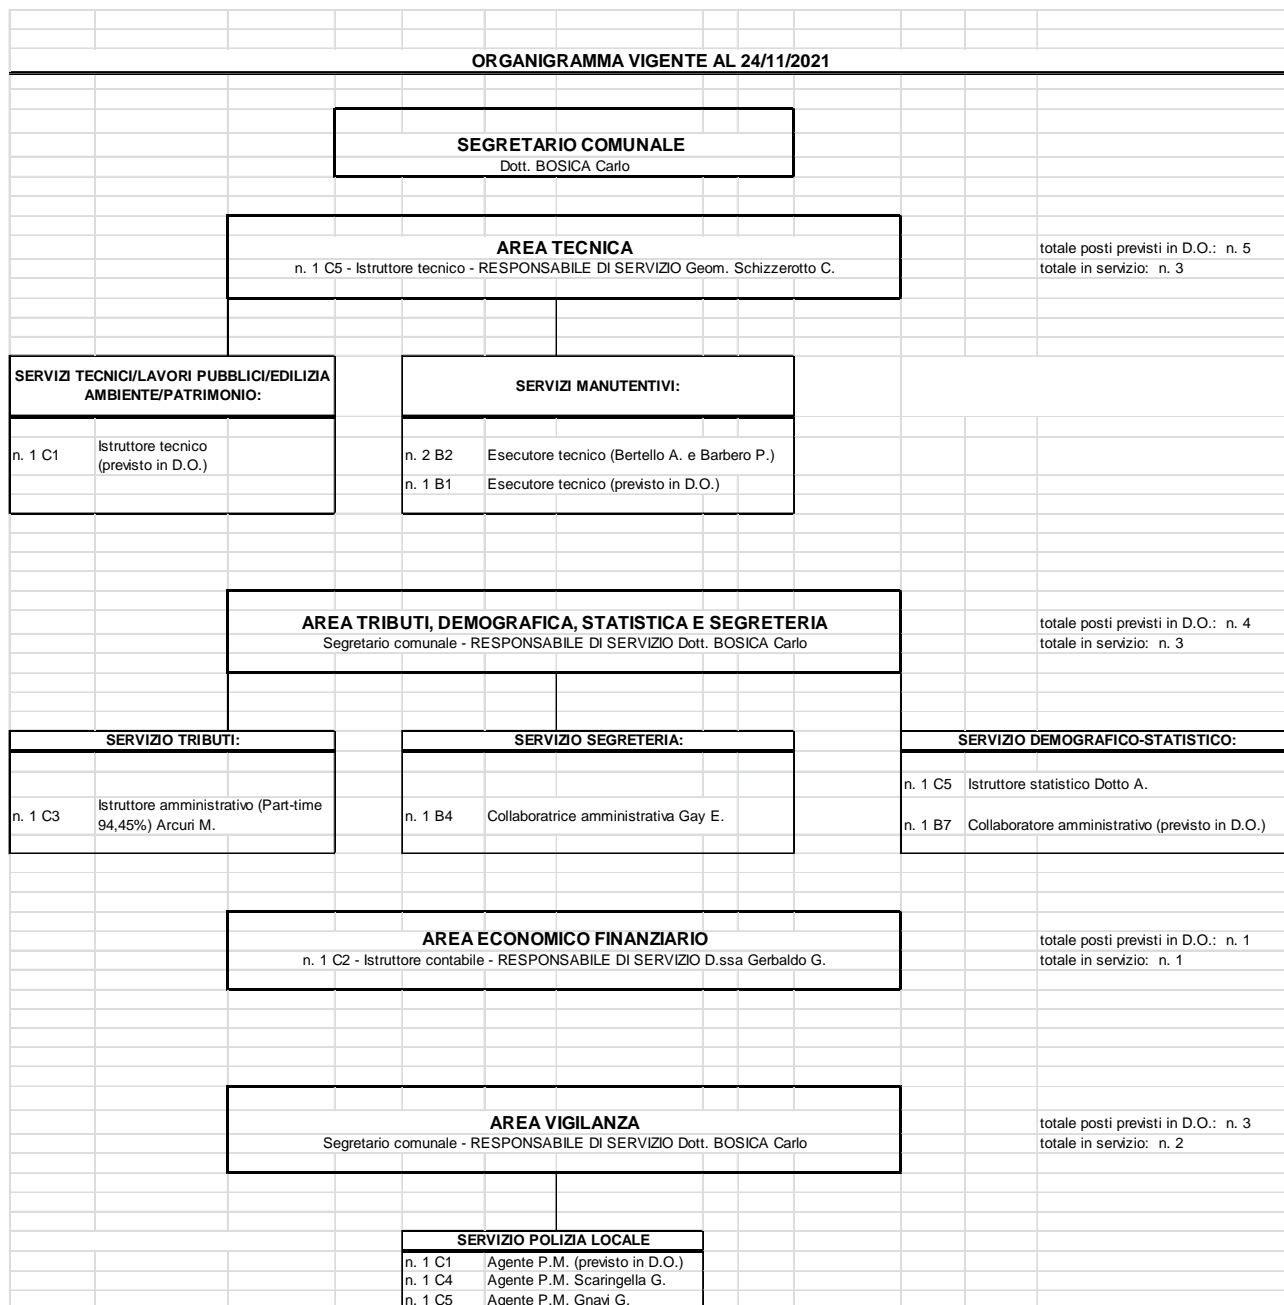 ORGANIGRAMMA VIGENTE AL 24/11/2021
SEGRETARIO COMUNALE
Dott. BOSICA Carlo
AREA TECNICA
n. 1 C5 - Istruttore tecnico - RESPONSABILE DI SERVIZIO Geom. Schizzerotto C.
totale posti previsti in D.O.: n. 5
totale in servizio: n. 3
SERVIZI TECNICI/LAVORI PUBBLICI/EDILIZIA
AMBIENTE/PATRIMONIO:
n. 1 C1 Istruttore tecnico
(previsto in D.O.)
SERVIZI MANUTENTIVI:
n. 2 B2 Esecutore tecnico (Bertello A. e Barbero P.)
n. 1 B1 Esecutore tecnico (previsto in D.O.)
AREA TRIBUTI, DEMOGRAFICA, STATISTICA E SEGRETERIA
Segretario comunale - RESPONSABILE DI SERVIZIO Dott. BOSICA Carlo
totale posti previsti in D.O.: n. 4
totale in servizio: n. 3
SERVIZIO TRIBUTI:
n. 1 C3 Istruttore amministrativo (Part-time
94,45%) Arcuri M.
SERVIZIO SEGRETERIA:
n. 1 B4 Collaboratrice amministrativa Gay E.
SERVIZIO DEMOGRAFICO-STATISTICO:
n. 1 C5 Istruttore statistico Dotto A.
n. 1 B7 Collaboratore amministrativo (previsto in D.O.)
AREA ECONOMICO FINANZIARIO
n. 1 C2 - Istruttore contabile - RESPONSABILE DI SERVIZIO D.ssa Gerbaldo G.
totale posti previsti in D.O.: n. 1
totale in servizio: n. 1
AREA VIGILANZA
Segretario comunale - RESPONSABILE DI SERVIZIO Dott. BOSICA Carlo
totale posti previsti in D.O.: n. 3
totale in servizio: n. 2
SERVIZIO POLIZIA LOCALE
n. 1 C1 Agente P.M. (previsto in D.O.)
n. 1 C4 Agente P.M. Scaringella G.
n. 1 C5 Agente P.M. Gnavi G.